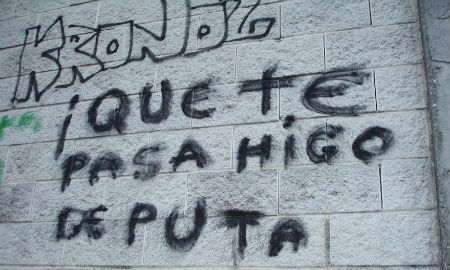 ¡QUE TE
PASA HIGO
DE PUTA